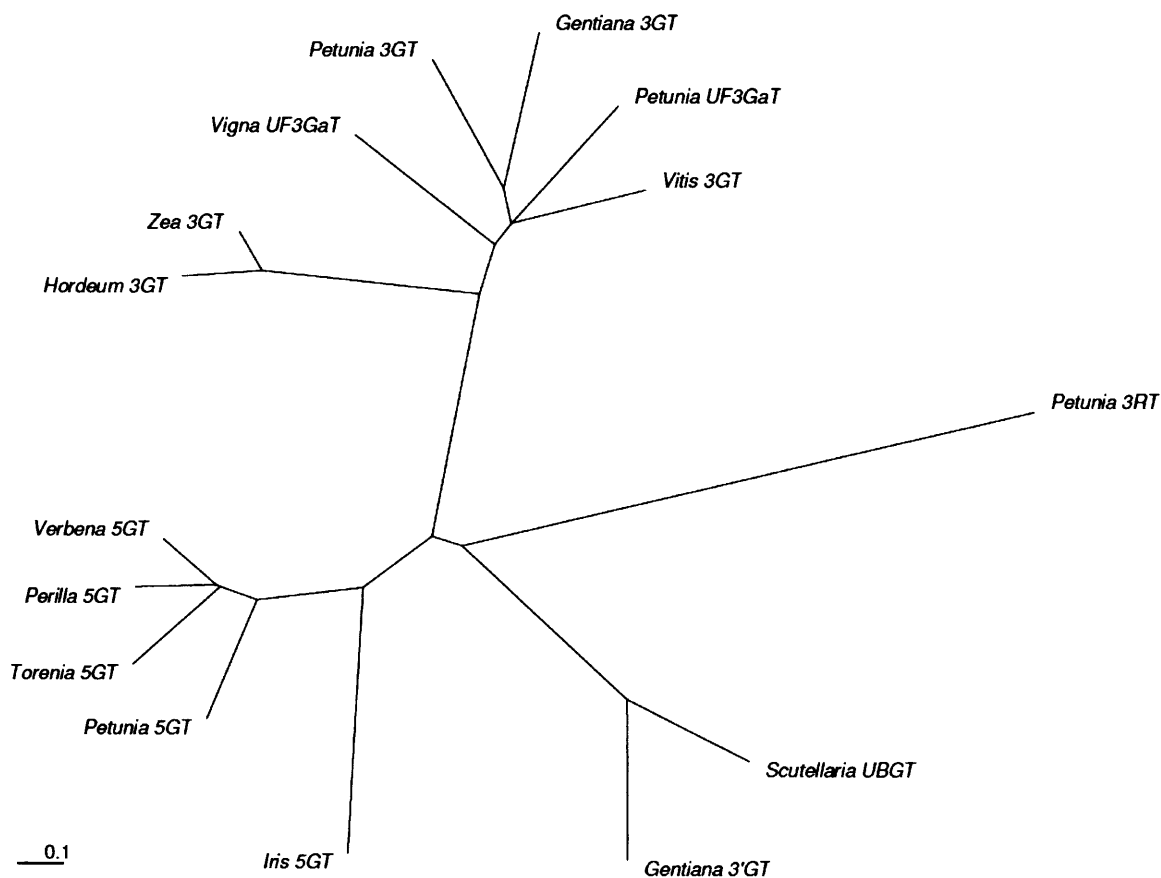 Gentiana 3GT
Petunia 3GT
Petunia UF3GaT
Vigna UF3GaT
Vitis 3GT
Zea 3GT
Hordeum 3GT
Petunia 3RT
Verbena 5GT
Perilla 5GT
Torenia 5GT
Petunia 5GT
Scutellaria UBGT
Iris 5GT
Gentiana 3'GT
0.1